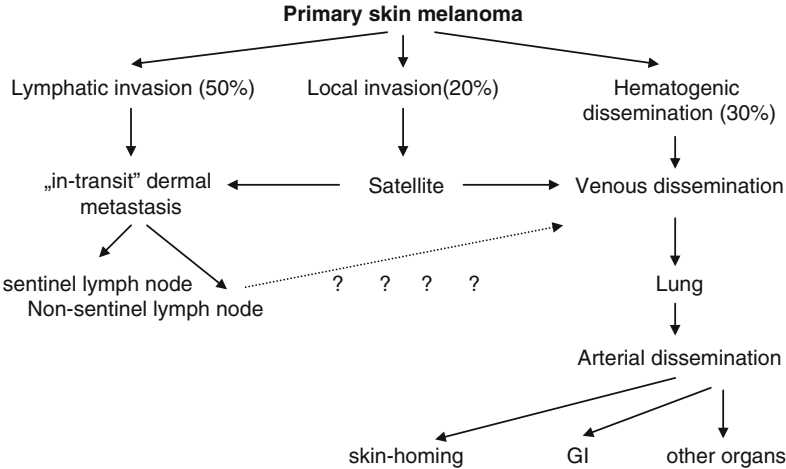 Primary skin melanoma
Lymphatic invasion (50%)
Local invasion(20%)
Hematogenic
dissemination (30%)
„in-transit” dermal
metastasis
Satellite
Venous dissemination
sentinel lymph node
Non-sentinel lymph node
? ? ? ?
Lung
Arterial dissemination
skin-homing
GI
other organs